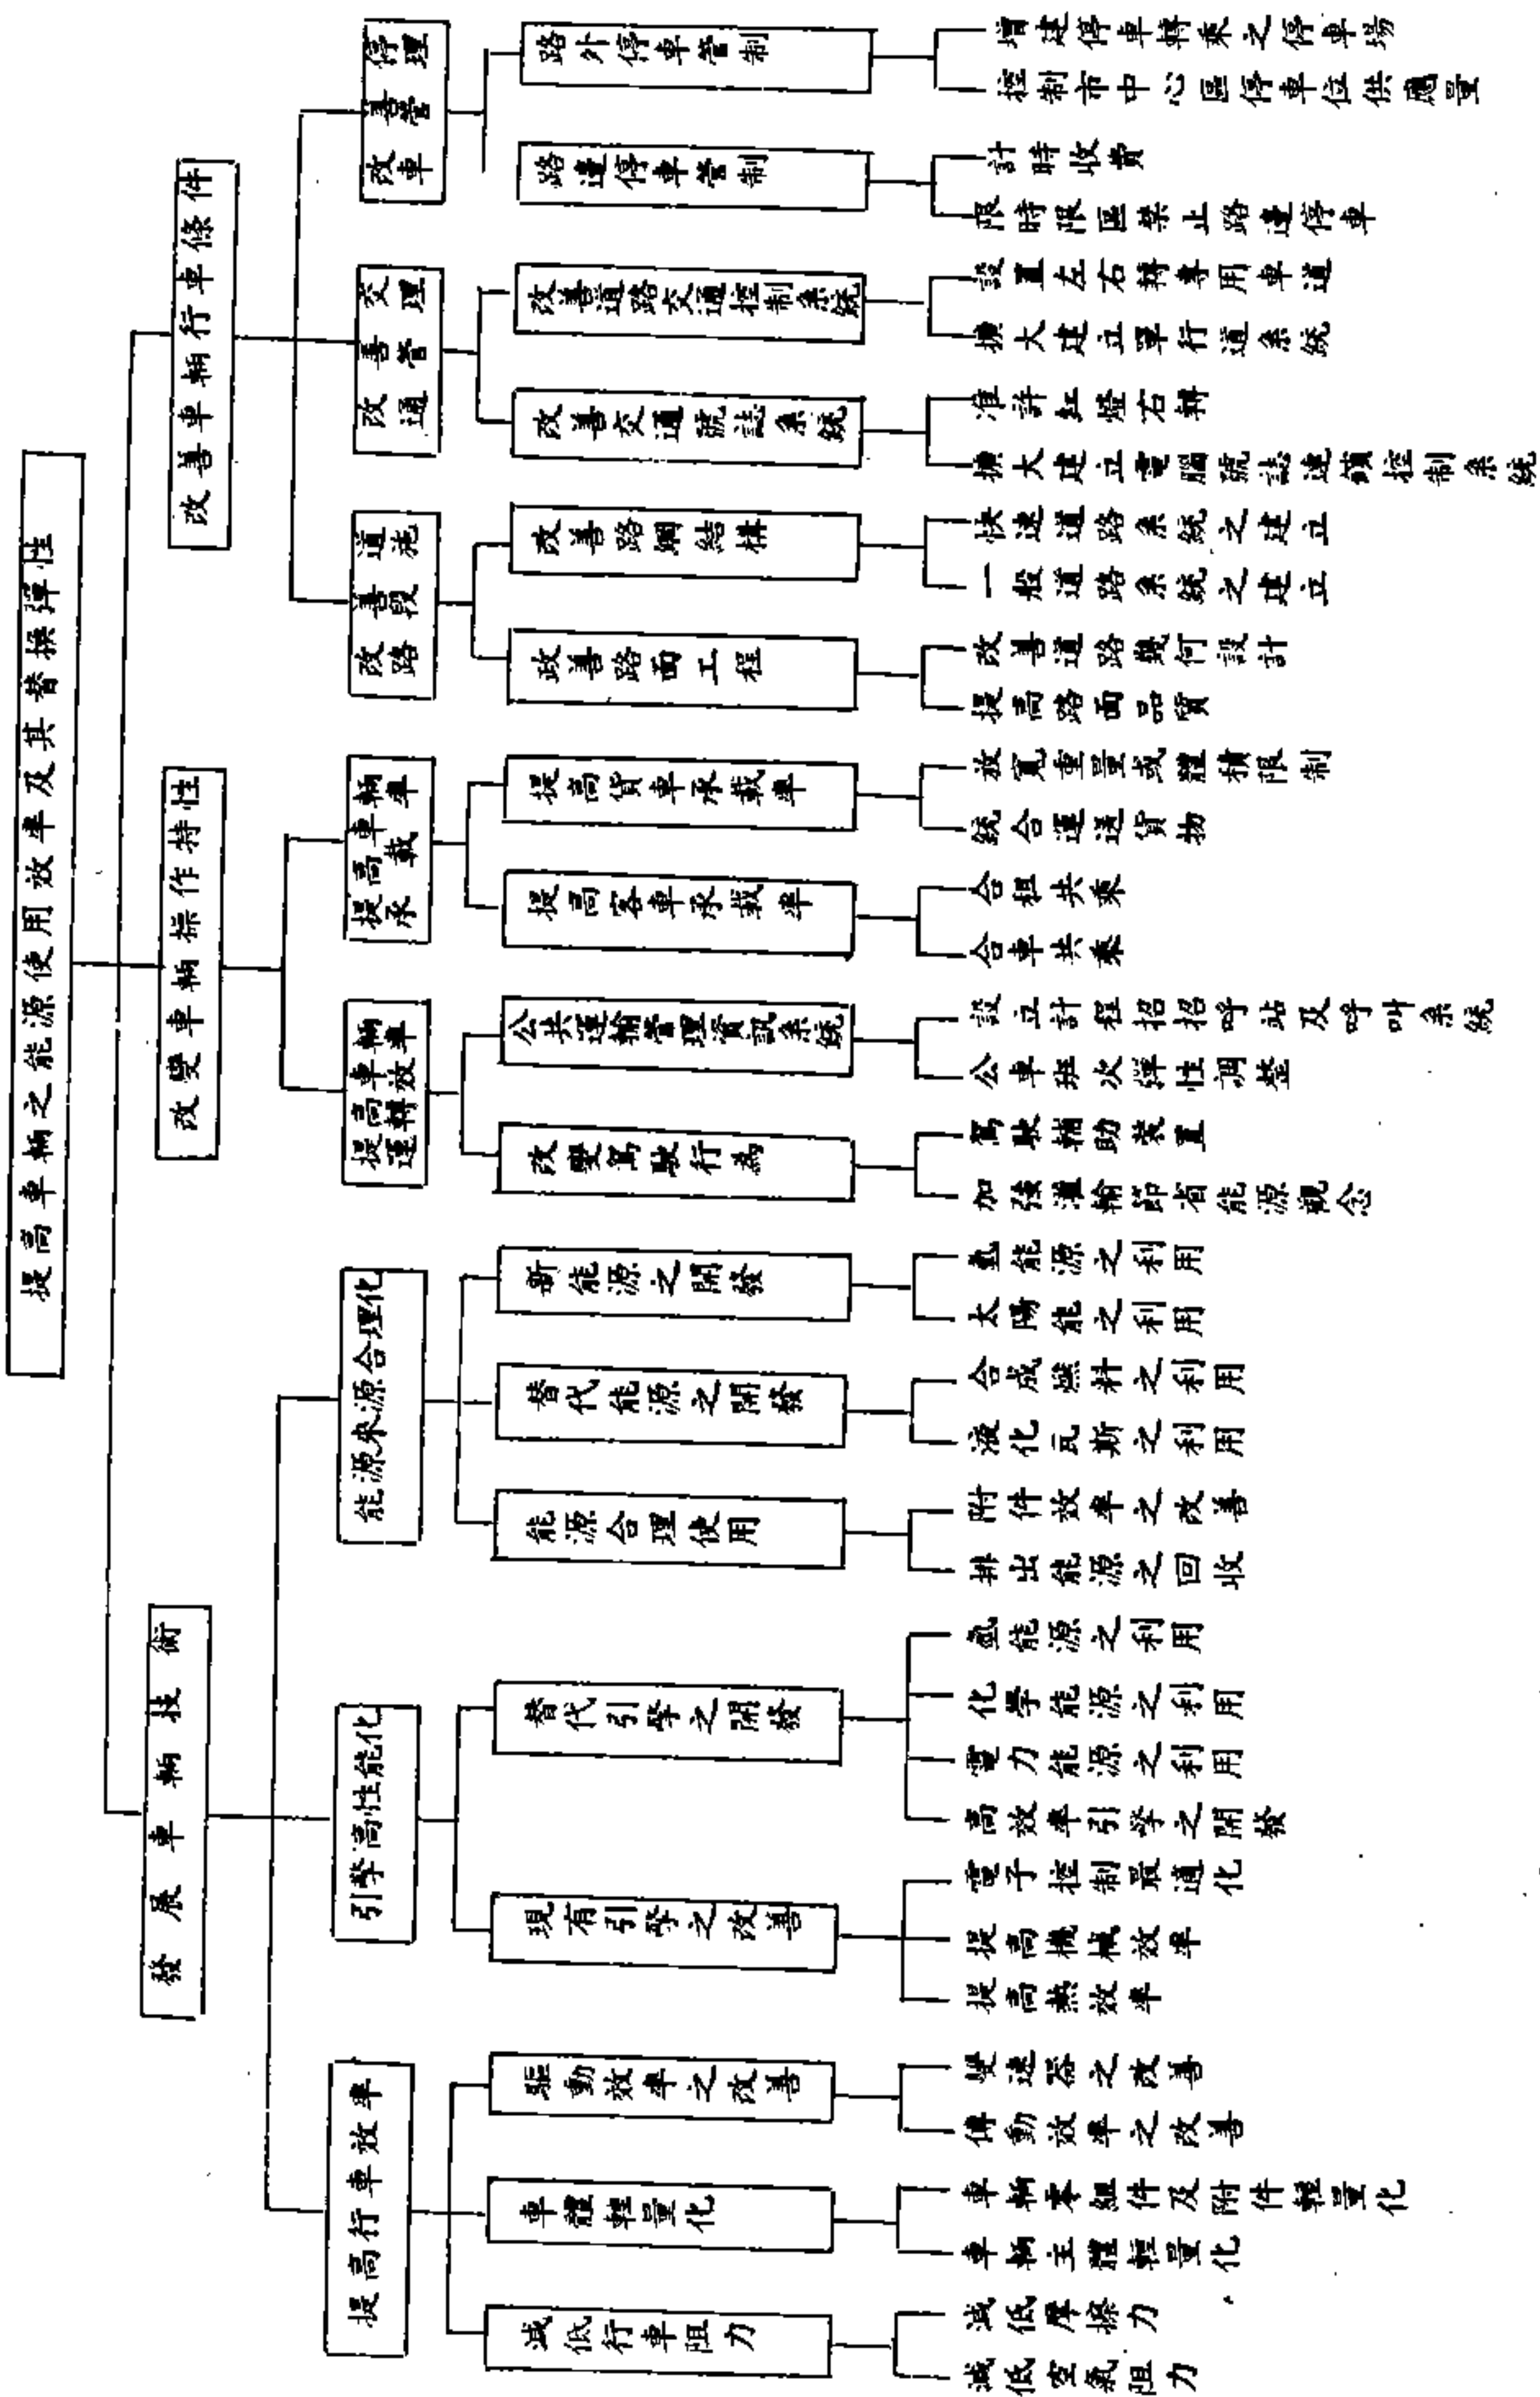 提高車輛之能源使用效率及其替換彈性
發展車輛技術
改變車輛操作特性
改善車輛行車條件
提高行車效率
引擎高性能化
能源來源合理化
提高車輛運轉效率
提高車輛承載率
改善道路段施
改善交通管理
改善停車管理
減低行車阻力
車體輕量化
驅動效率之改善
現有引擎之改善
替代引擎之開發
能源合理使用
替代能源之開發
新能源之開發
改變駕駛行為
公共運輸管理資訊系統
提高客車承載率
提高貨車承載率
政善路面工程
改善路網結構
改善交通號誌系統
改善道路交通控制系統
路邊停車管制
路外停車管制
減低空氣阻力
減低摩擦力
車輛主體輕量化
車輛零組件及附件輕量化
傳動效率之改善
變速器之改善
提高熱效率
提高機械效率
電子控制最適化
高效率引擎之開發
電力能源之利用
化學能源之利用
氫能源之利用
排出能源之回收
附件效率之改善
液化瓦斯之利用
合成燃料之利用
太陽能之利用
氫能源之利用
加強灌輸節省能源觀念
駕駛輔助裝置
公車班次彈性調整
設立計程招招呼站及呼叫系統
合車共乘
合租共乘
統合運送貨物
放寬重量或體積限制
提高路面品質
改善道路幾何設計
一般道路系統之建立
快速道路系統之建立
擴大建立電腦號誌連鎖控制系統
准許紅燈右轉
擴大建立單行道系統
設置左右轉專用車道
限時限區禁止路邊停車
計時收費
控制市中心區停車位供應量
增建停車轉乘之停車場